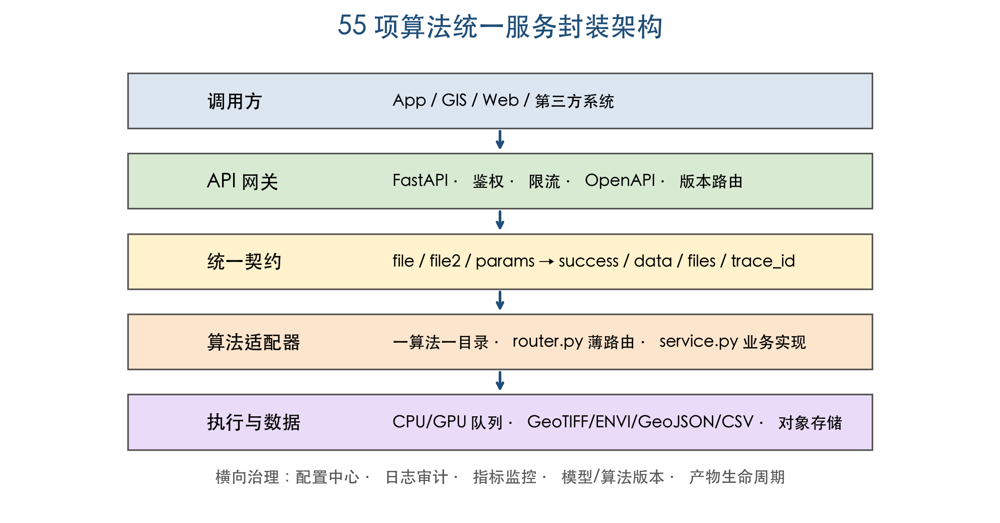 55 项算法统一服务封装架构
调用方 App / GIS / Web / 第三方系统
API 网关 FastAPI · 鉴权 · 限流 · OpenAPI · 版本路由
统一契约 file / file2 / params → success / data / files / trace_id
算法适配器 一算法一目录 · router.py 薄路由 · service.py 业务实现
执行与数据 CPU/GPU 队列 · GeoTIFF/ENVI/GeoJSON/CSV · 对象存储
横向治理：配置中心 · 日志审计 · 指标监控 · 模型/算法版本 · 产物生命周期